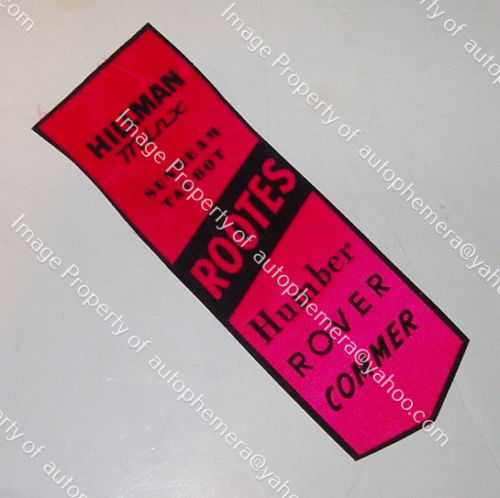 HILLMAN
Minx
SUNBEAM
TALBOT
ROOTES
Humber
ROVER
COMMER
Image Property of autophemera@yahoo.com
Image Property of autophemera@yahoo.com
Image Property of autophemera@yahoo.com